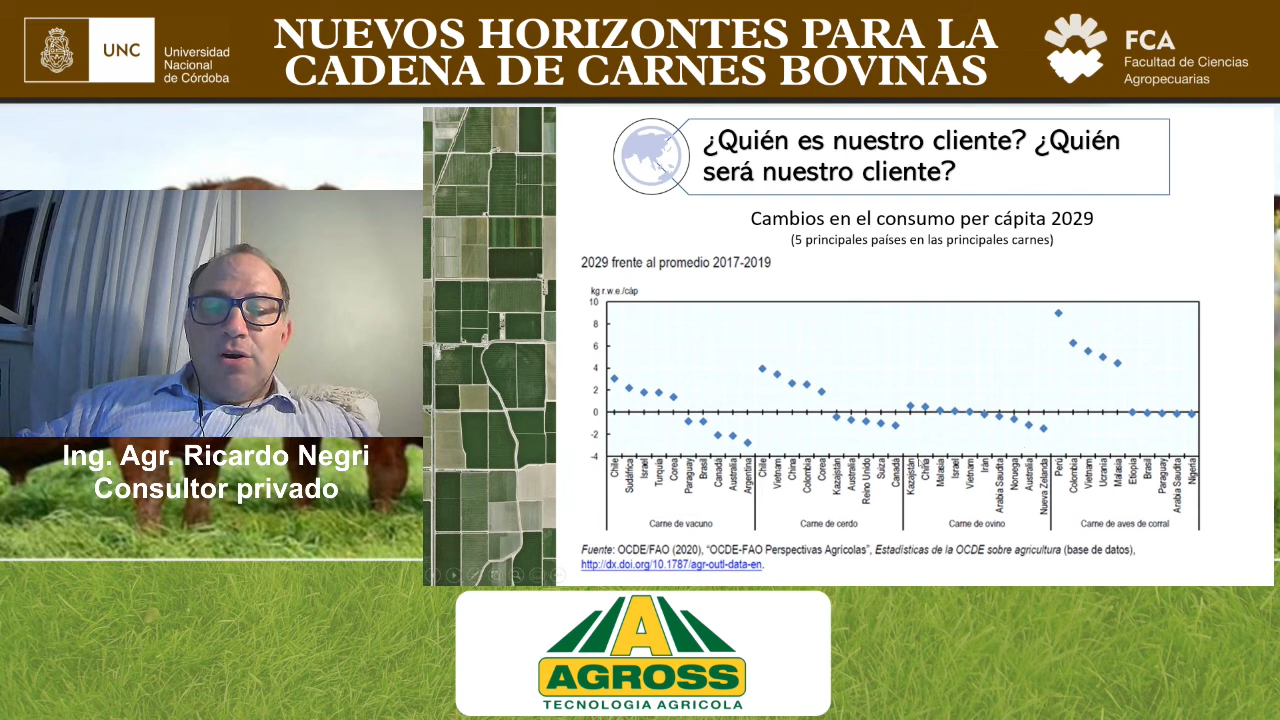 UNC
Universidad
Nacional
de Córdoba
NUEVOS HORIZONTES PARA LA
CADENA DE CARNES BOVINAS
FCA
Facultad de Ciencias
Agropecuarias
¿Quién es nuestro cliente? ¿Quién
será nuestro cliente?
Cambios en el consumo per cápita 2029
(5 principales países en las principales carnes)
2029 frente al promedio 2017-2019
kg r.w.e./cáp
10
8
6
4
2
0
-2
-4
Chile
Sudáfrica
Israel
Turquía
Corea
Paraguay
Brasil
Canadá
Australia
Argentina
Chile
Vietnam
China
Colombia
Corea
Kazajistán
Australia
Reino Unido
Suiza
Canadá
Kazajistán
China
Malasia
Israel
Vietnam
Irán
Arabia Saudita
Noruega
Australia
Nueva Zelanda
Perú
Colombia
Vietnam
Ucrania
Malasia
Etiopía
Brasil
Paraguay
Arabia Saudita
Nigeria
Carne de vacuno
Carne de cerdo
Carne de ovino
Carne de aves de corral
Fuente: OCDE/FAO (2020), “OCDE-FAO Perspectivas Agrícolas”, Estadísticas de la OCDE sobre agricultura (base de datos),
http://dx.doi.org/10.1787/agr-outl-data-en.
Ing. Agr. Ricardo Negri
Consultor privado
A
AGROSS
TECNOLOGIA AGRICOLA